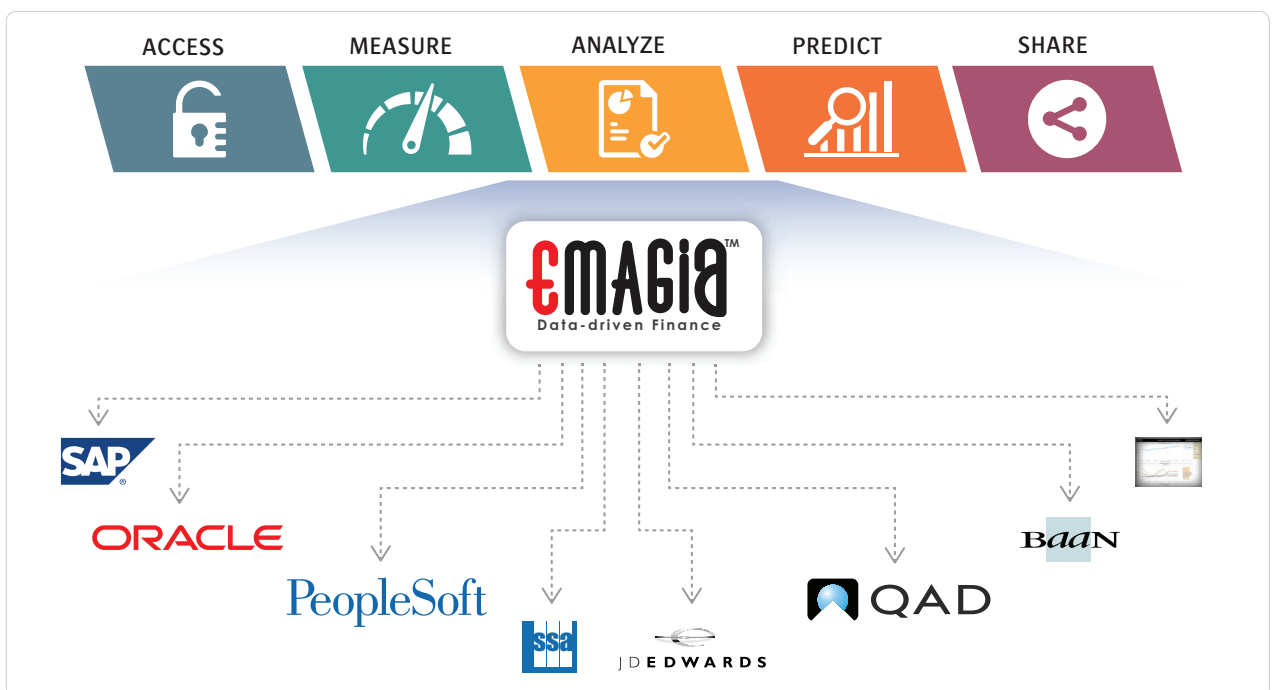 ACCESS MEASURE ANALYZE PREDICT SHARE
EMAGIA™
Data-driven Finance
SAP®
ORACLE
BaaN
PeopleSoft
QAD
ssa
JDEDWARDS